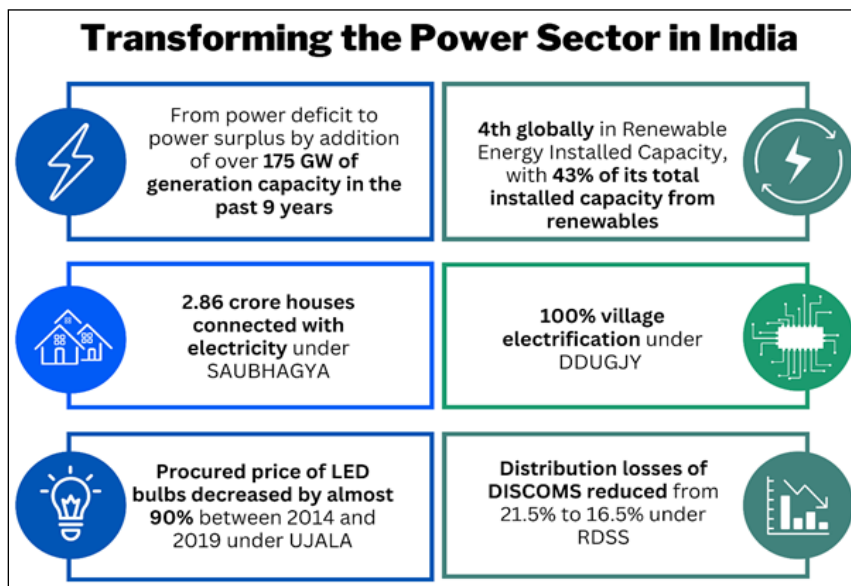 Transforming the Power Sector in India
From power deficit to
power surplus by addition
of over 175 GW of
generation capacity in the
past 9 years
4th globally in Renewable
Energy Installed Capacity,
with 43% of its total
installed capacity from
renewables
2.86 crore houses
connected with
electricity under
SAUBHAGYA
100% village
electrification under
DDUGJY
Procured price of LED
bulbs decreased by almost
90% between 2014 and
2019 under UJALA
Distribution losses of
DISCOMS reduced from
21.5% to 16.5% under
RDSS